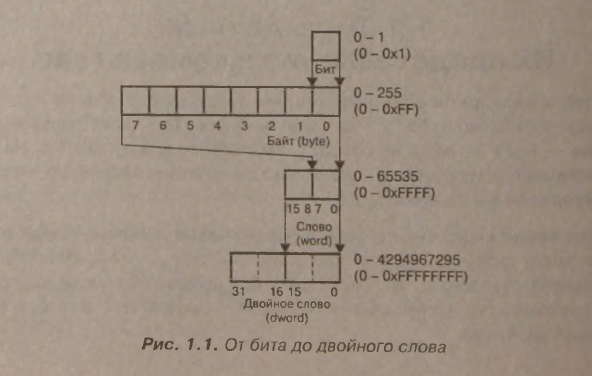 0 – 1
(0 – 0x1)
Бит
0 – 255
(0 – 0xFF)
7 6 5 4 3 2 1 0
Байт (byte)
0 – 65535
(0 – 0xFFFF)
15 8 7 0
Слово
(word)
0 – 4294967295
(0 – 0xFFFFFFFF)
31 16 15 0
Двойное слово
(dword)
Рис. 1.1. От бита до двойного слова